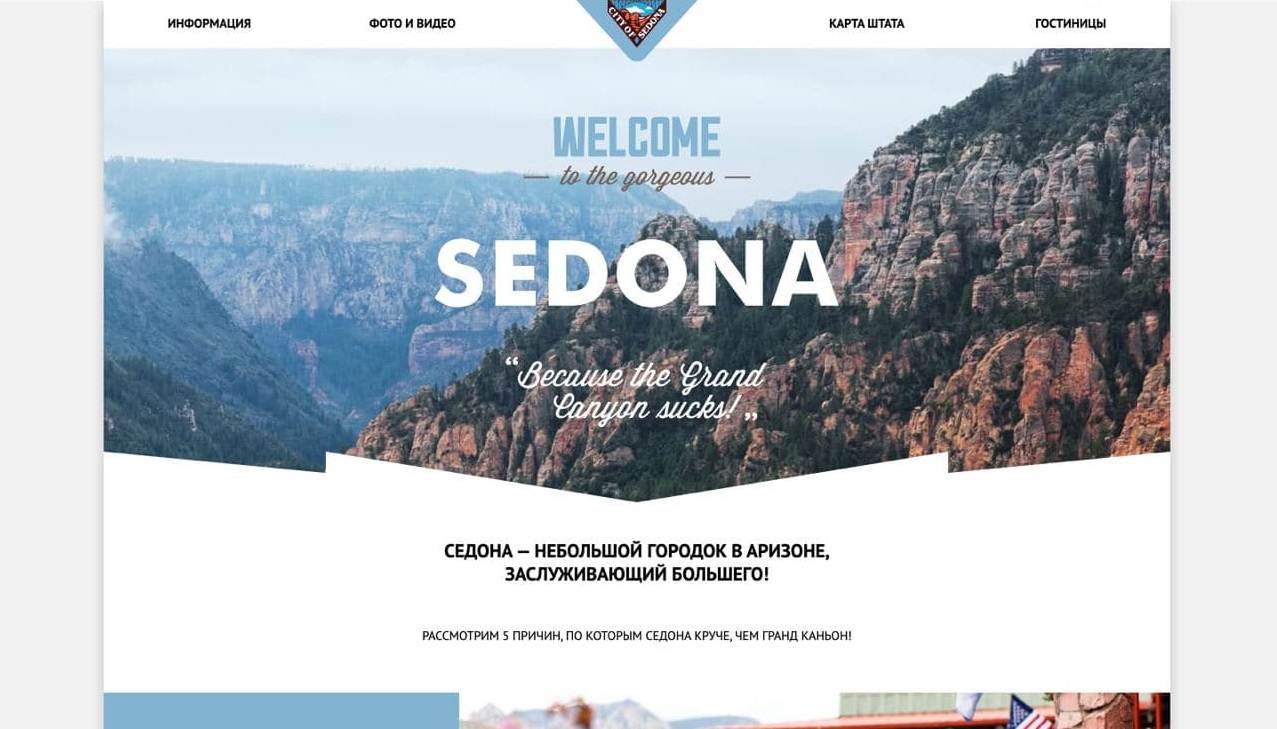 ИНФОРМАЦИЯ
ФОТО И ВИДЕО
CITY OF SEDONA
КАРТА ШТАТА
ГОСТИНИЦЫ
WELCOME
— to the gorgeous —
SEDONA
“Because the Grand
Canyon sucks!„
СЕДОНА — НЕБОЛЬШОЙ ГОРОДОК В АРИЗОНЕ,
ЗАСЛУЖИВАЮЩИЙ БОЛЬШЕГО!
РАССМОТРИМ 5 ПРИЧИН, ПО КОТОРЫМ СЕДОНА КРУЧЕ, ЧЕМ ГРАНД КАНЬОН!